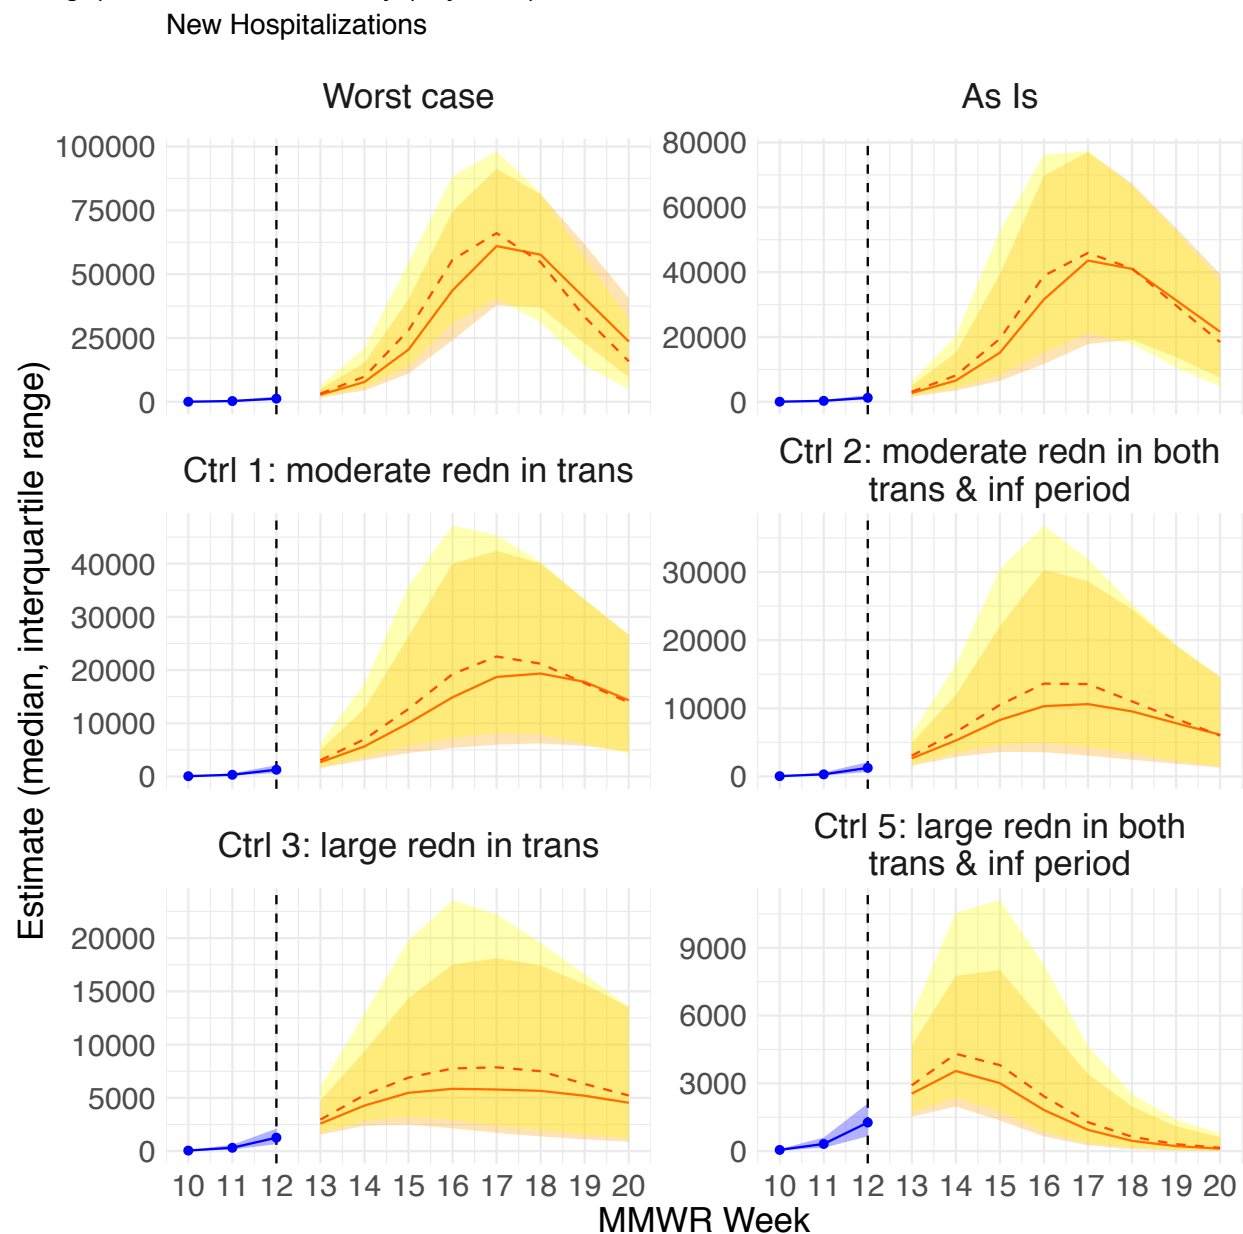 New Hospitalizations
Worst case
As Is
100000
75000
50000
25000
0
80000
60000
40000
20000
0
Ctrl 1: moderate redn in trans
Ctrl 2: moderate redn in both
trans & inf period
40000
30000
20000
10000
0
30000
20000
10000
0
Ctrl 3: large redn in trans
Ctrl 5: large redn in both
trans & inf period
20000
15000
10000
5000
0
9000
6000
3000
0
10 11 12 13 14 15 16 17 18 19 20
10 11 12 13 14 15 16 17 18 19 20
MMWR Week
Estimate (median, interquartile range)